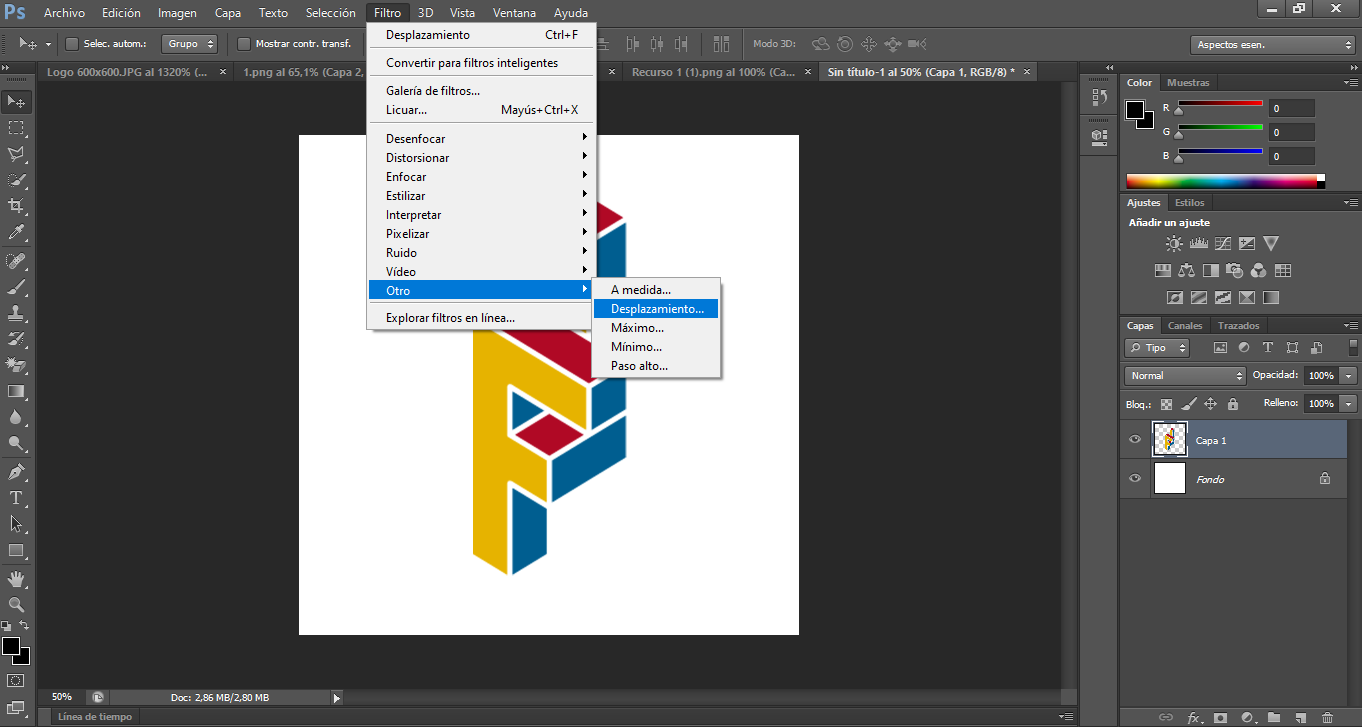 Ps Archivo Edición Imagen Capa Texto Selección Filtro 3D Vista Ventana Ayuda
Selec. autom.: Grupo Mostrar contr. transf. Modo 3D: Aspectos esen.
Logo 600x600.JPG al 1320% (... × 1.png al 65,1% (Capa 2, × Recurso 1 (1).png al 100% (Ca... × Sin título-1 al 50% (Capa 1, RGB/8) * ×
Desplazamiento Ctrl+F
Convertir para filtros inteligentes
Galería de filtros...
Licuar... Mayús+Ctrl+X
Desenfocar
Distorsionar
Enfocar
Estilizar
Interpretar
Pixelizar
Ruido
Vídeo
Otro
Explorar filtros en línea...
A medida...
Desplazamiento...
Máximo...
Mínimo...
Paso alto...
Color Muestras
R 0
G 0
B 0
Ajustes Estilos
Añadir un ajuste
Capas Canales Trazados
Tipo
Normal Opacidad: 100%
Bloq.: Relleno: 100%
Capa 1
Fondo
50% Doc: 2,86 MB/2,80 MB
Línea de tiempo
fx